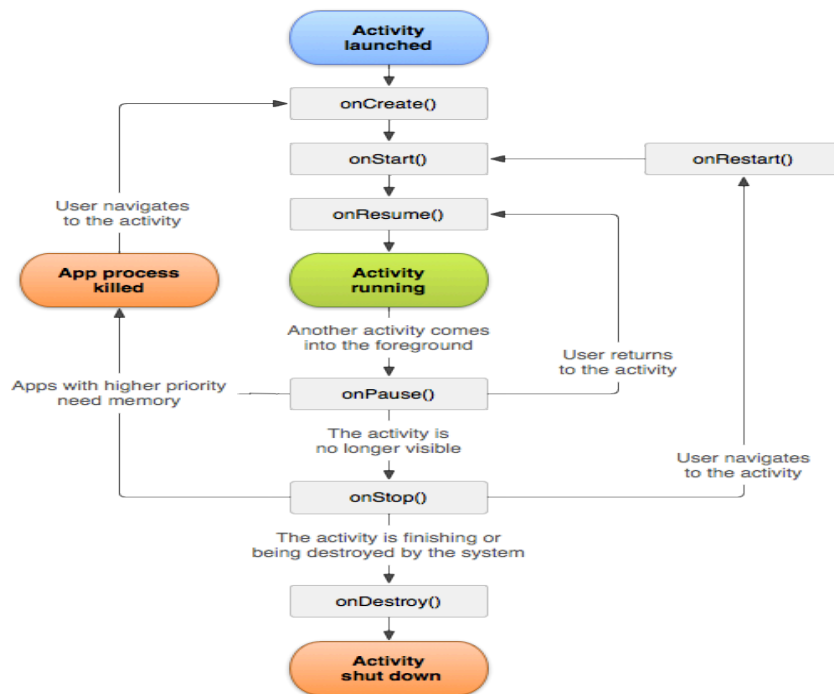 Activity
launched
onCreate()
onStart()
onRestart()
User navigates
to the activity
onResume()
App process
killed
Activity
running
Another activity comes
into the foreground
User returns
to the activity
Apps with higher priority
need memory
onPause()
The activity is
no longer visible
User navigates
to the activity
onStop()
The activity is finishing or
being destroyed by the system
onDestroy()
Activity
shut down